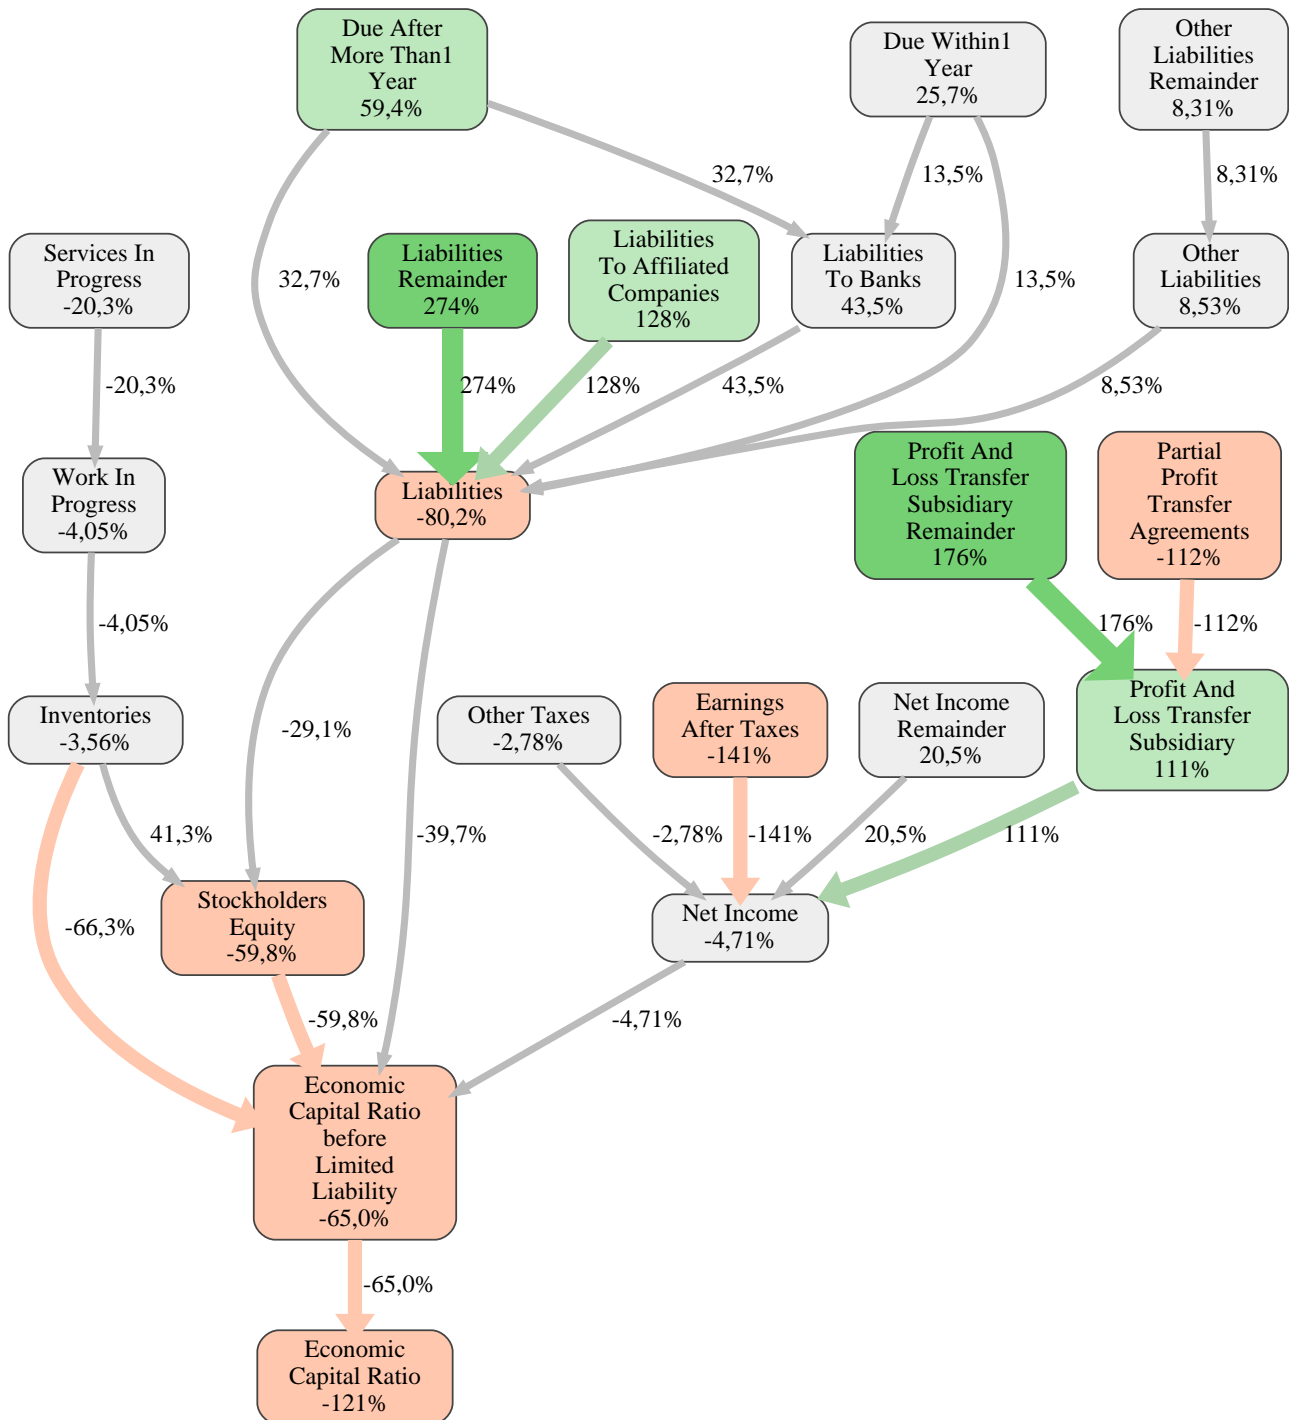 Due After
More Than1
Year
59,4%
Due Within1
Year
25,7%
Other
Liabilities
Remainder
8,31%
32,7%
13,5%
8,31%
Services In
Progress
-20,3%
Liabilities
Remainder
274%
Liabilities
To Affiliated
Companies
128%
Liabilities
To Banks
43,5%
Other
Liabilities
8,53%
32,7%
13,5%
-20,3%
274%
128%
43,5%
8,53%
Work In
Progress
-4,05%
Liabilities
-80,2%
Profit And
Loss Transfer
Subsidiary
Remainder
176%
Partial
Profit
Transfer
Agreements
-112%
-4,05%
176%
-112%
Inventories
-3,56%
-29,1%
Other Taxes
-2,78%
Earnings
After Taxes
-141%
Net Income
Remainder
20,5%
Profit And
Loss Transfer
Subsidiary
111%
41,3%
-39,7%
-2,78%
-141%
20,5%
111%
-66,3%
Stockholders
Equity
-59,8%
Net Income
-4,71%
-59,8%
-4,71%
Economic
Capital Ratio
before
Limited
Liability
-65,0%
-65,0%
Economic
Capital Ratio
-121%